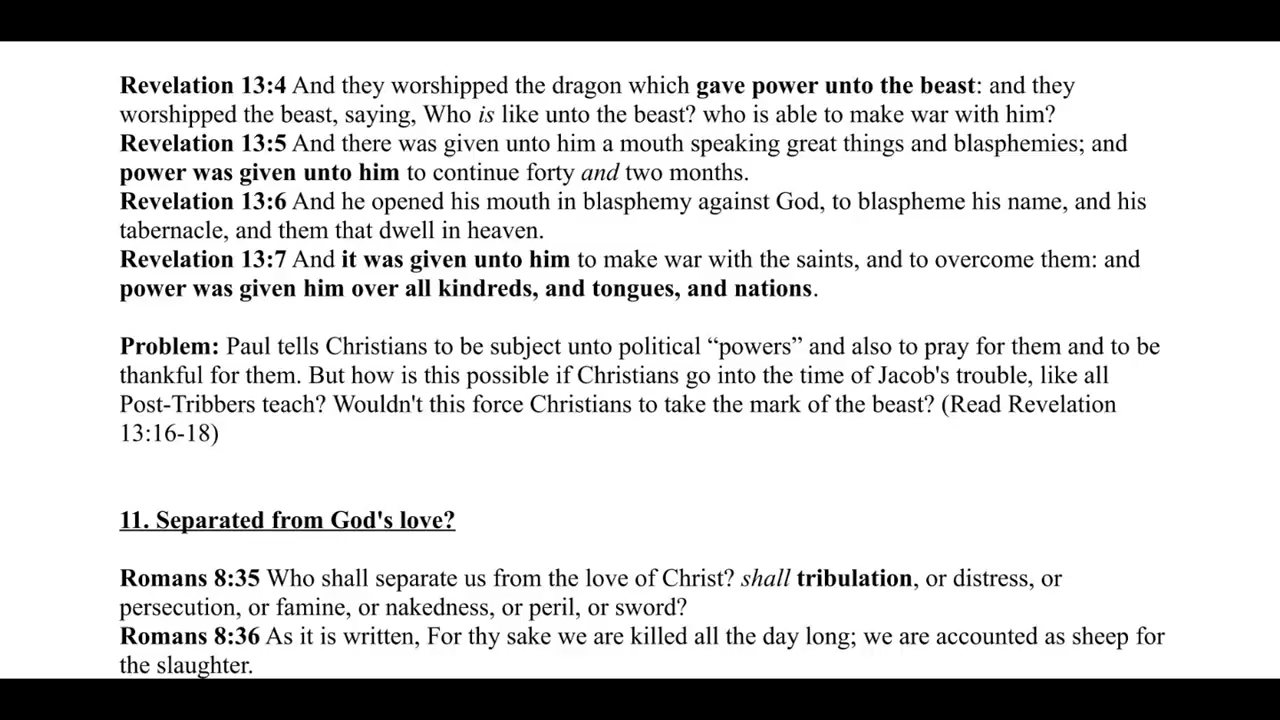 Revelation 13:4 And they worshipped the dragon which gave power unto the beast: and they
worshipped the beast, saying, Who is like unto the beast? who is able to make war with him?
Revelation 13:5 And there was given unto him a mouth speaking great things and blasphemies; and
power was given unto him to continue forty and two months.
Revelation 13:6 And he opened his mouth in blasphemy against God, to blaspheme his name, and his
tabernacle, and them that dwell in heaven.
Revelation 13:7 And it was given unto him to make war with the saints, and to overcome them: and
power was given him over all kindreds, and tongues, and nations.
Problem: Paul tells Christians to be subject unto political “powers” and also to pray for them and to be
thankful for them. But how is this possible if Christians go into the time of Jacob's trouble, like all
Post-Tribbers teach? Wouldn't this force Christians to take the mark of the beast? (Read Revelation
13:16-18)
11. Separated from God's love?
Romans 8:35 Who shall separate us from the love of Christ? shall tribulation, or distress, or
persecution, or famine, or nakedness, or peril, or sword?
Romans 8:36 As it is written, For thy sake we are killed all the day long; we are accounted as sheep for
the slaughter.